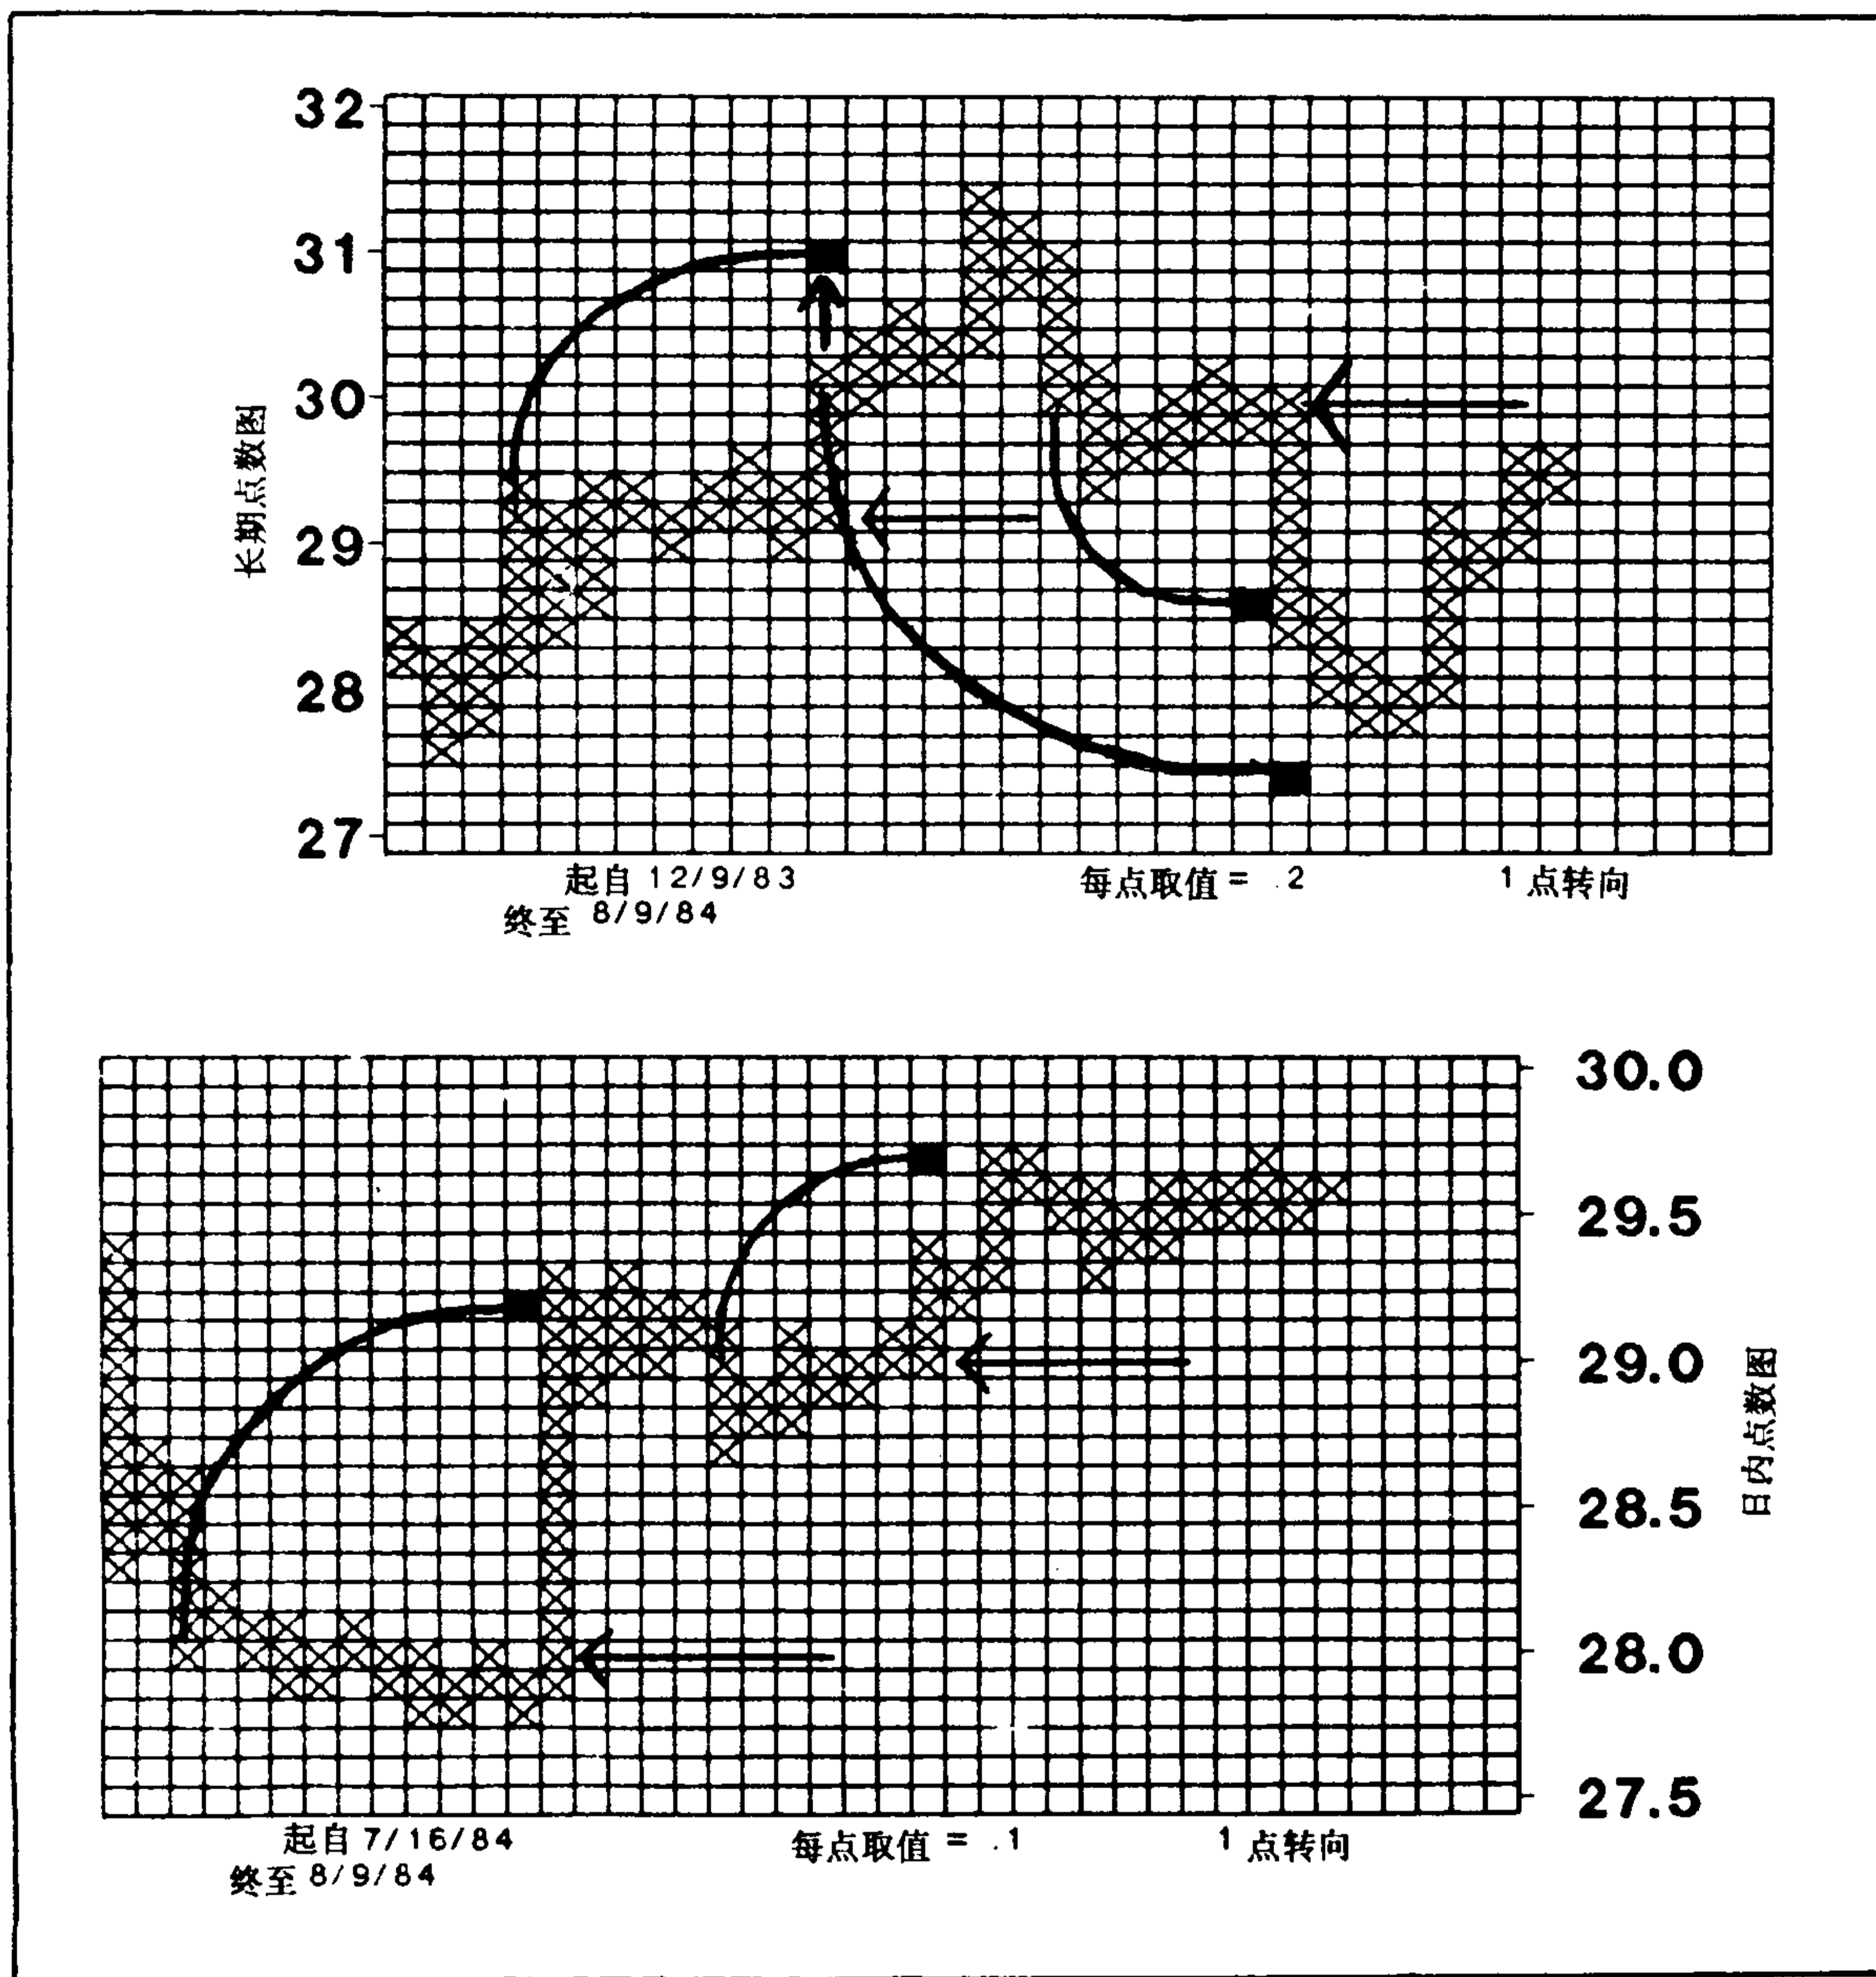 32
31
30
29
28
27
长期点数图
起自 12/9/83
每点取值 = .2
1 点转向
终至 8/9/84
30.0
29.5
29.0
28.5
28.0
27.5
日内点数图
起自 7/16/84
每点取值 = .1
1 点转向
终至 8/9/84